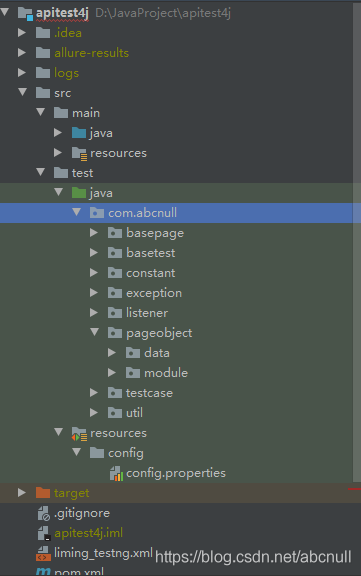 apitest4j D:\JavaProject\apitest4j
.idea
allure-results
logs
src
main
java
resources
test
java
com.abcnull
basepage
basetest
constant
exception
listener
pageobject
data
module
testcase
util
resources
config
config.properties
target
.gitignore
apitest4j.iml
liming_testng.xml
https://blog.csdn.net/abcnull
pom.xml